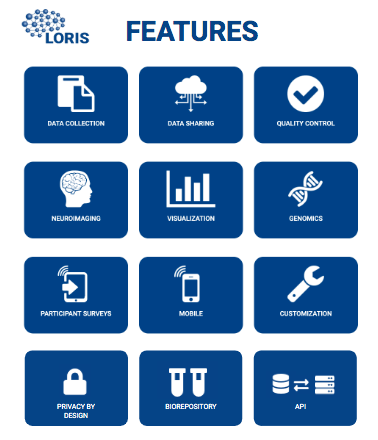 LORIS
FEATURES
DATA COLLECTION
DATA SHARING
QUALITY CONTROL
NEUROIMAGING
VISUALIZATION
GENOMICS
PARTICIPANT SURVEYS
MOBILE
CUSTOMIZATION
PRIVACY BY
DESIGN
BIOREPOSITORY
API